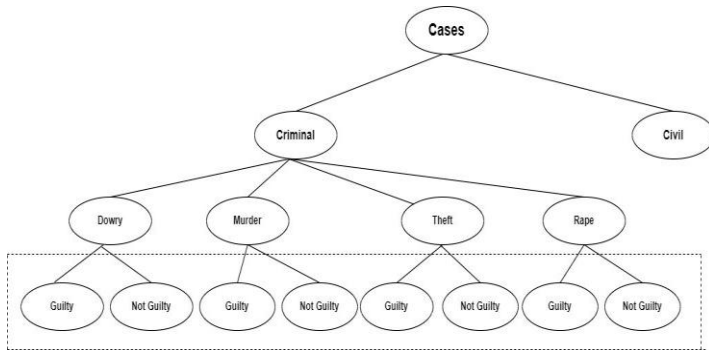 Cases
Criminal
Civil
Dowry
Murder
Theft
Rape
Guilty
Not Guilty
Guilty
Not Guilty
Guilty
Not Guilty
Guilty
Not Guilty